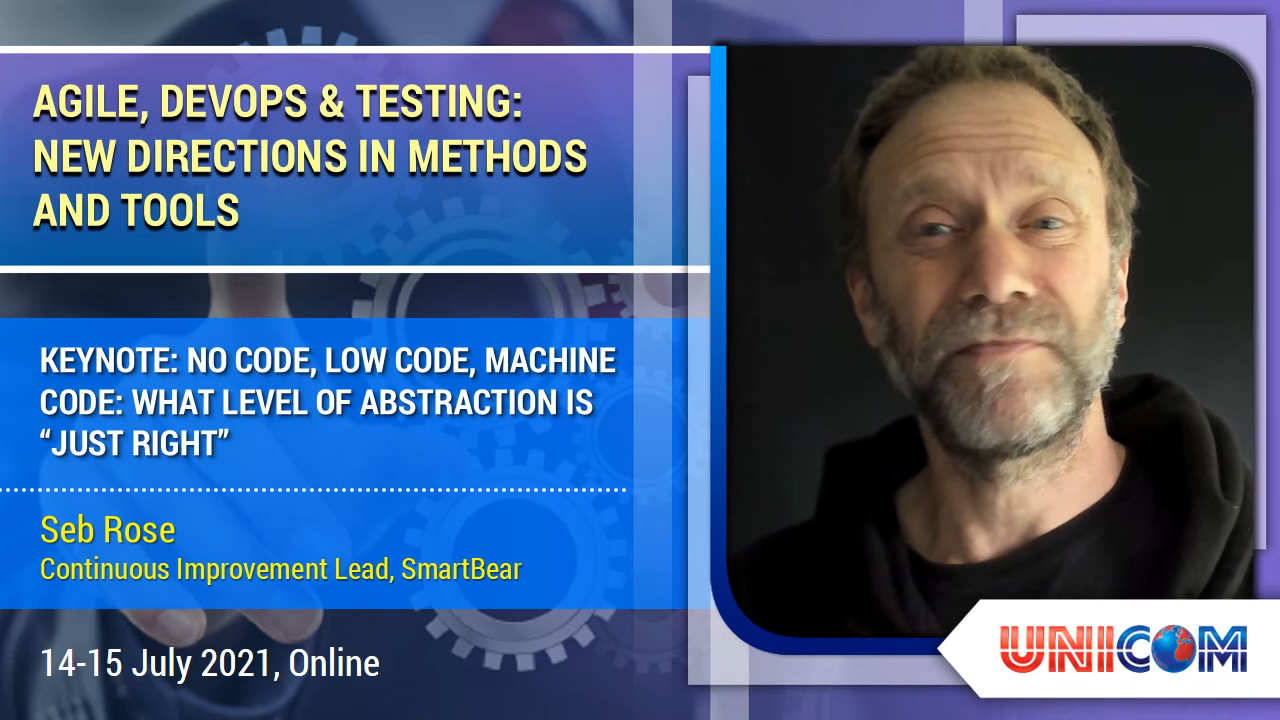 AGILE, DEVOPS & TESTING:
NEW DIRECTIONS IN METHODS
AND TOOLS
KEYNOTE: NO CODE, LOW CODE, MACHINE
CODE: WHAT LEVEL OF ABSTRACTION IS
“JUST RIGHT”
Seb Rose
Continuous Improvement Lead, SmartBear
14-15 July 2021, Online
UNICOM